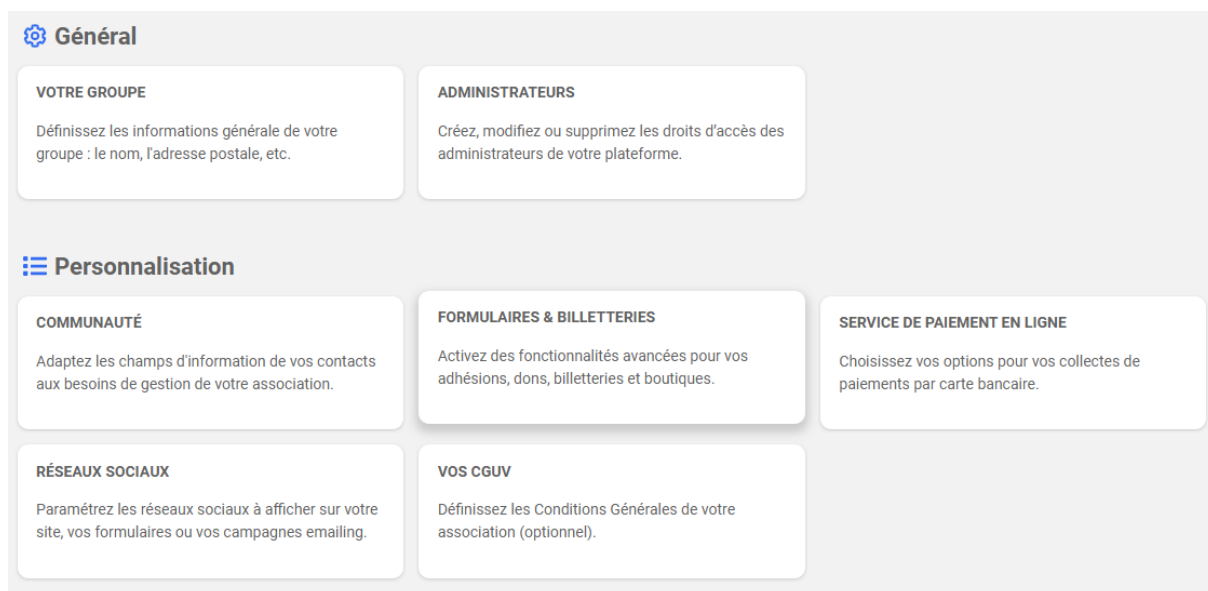 Général
VOTRE GROUPE
Définissez les informations générale de votre
groupe : le nom, l'adresse postale, etc.
ADMINISTRATEURS
Créez, modifiez ou supprimez les droits d'accès des
administrateurs de votre plateforme.
Personnalisation
COMMUNAUTÉ
Adaptez les champs d'information de vos contacts
aux besoins de gestion de votre association.
FORMULAIRES & BILLETTERIES
Activez des fonctionnalités avancées pour vos
adhésions, dons, billetteries et boutiques.
SERVICE DE PAIEMENT EN LIGNE
Choisissez vos options pour vos collectes de
paiements par carte bancaire.
RÉSEAUX SOCIAUX
Paramétrez les réseaux sociaux à afficher sur votre
site, vos formulaires ou vos campagnes emailing.
VOS CGUV
Définissez les Conditions Générales de votre
association (optionnel).